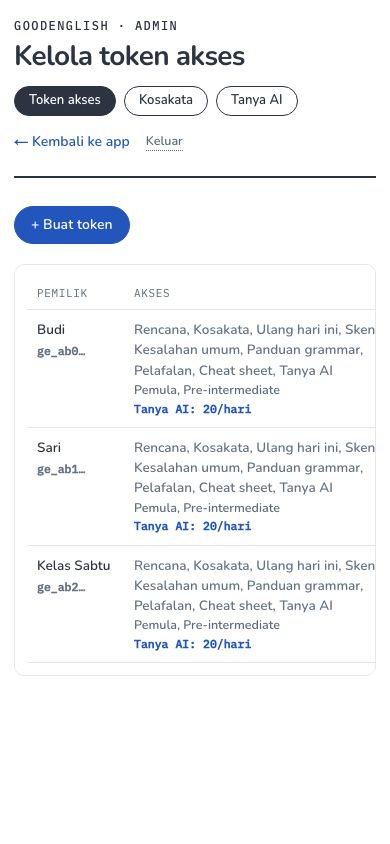 GOODENGLISH · ADMIN
Kelola token akses
Token akses Kosakata Tanya AI
← Kembali ke app Keluar
+ Buat token
PEMILIK AKSES
Budi Rencana, Kosakata, Ulang hari ini, Sken
ge_ab0… Kesalahan umum, Panduan grammar,
Pelafalan, Cheat sheet, Tanya AI
Pemula, Pre-intermediate
Tanya AI: 20/hari
Sari Rencana, Kosakata, Ulang hari ini, Sken
ge_ab1… Kesalahan umum, Panduan grammar,
Pelafalan, Cheat sheet, Tanya AI
Pemula, Pre-intermediate
Tanya AI: 20/hari
Kelas Sabtu Rencana, Kosakata, Ulang hari ini, Sken
ge_ab2… Kesalahan umum, Panduan grammar,
Pelafalan, Cheat sheet, Tanya AI
Pemula, Pre-intermediate
Tanya AI: 20/hari